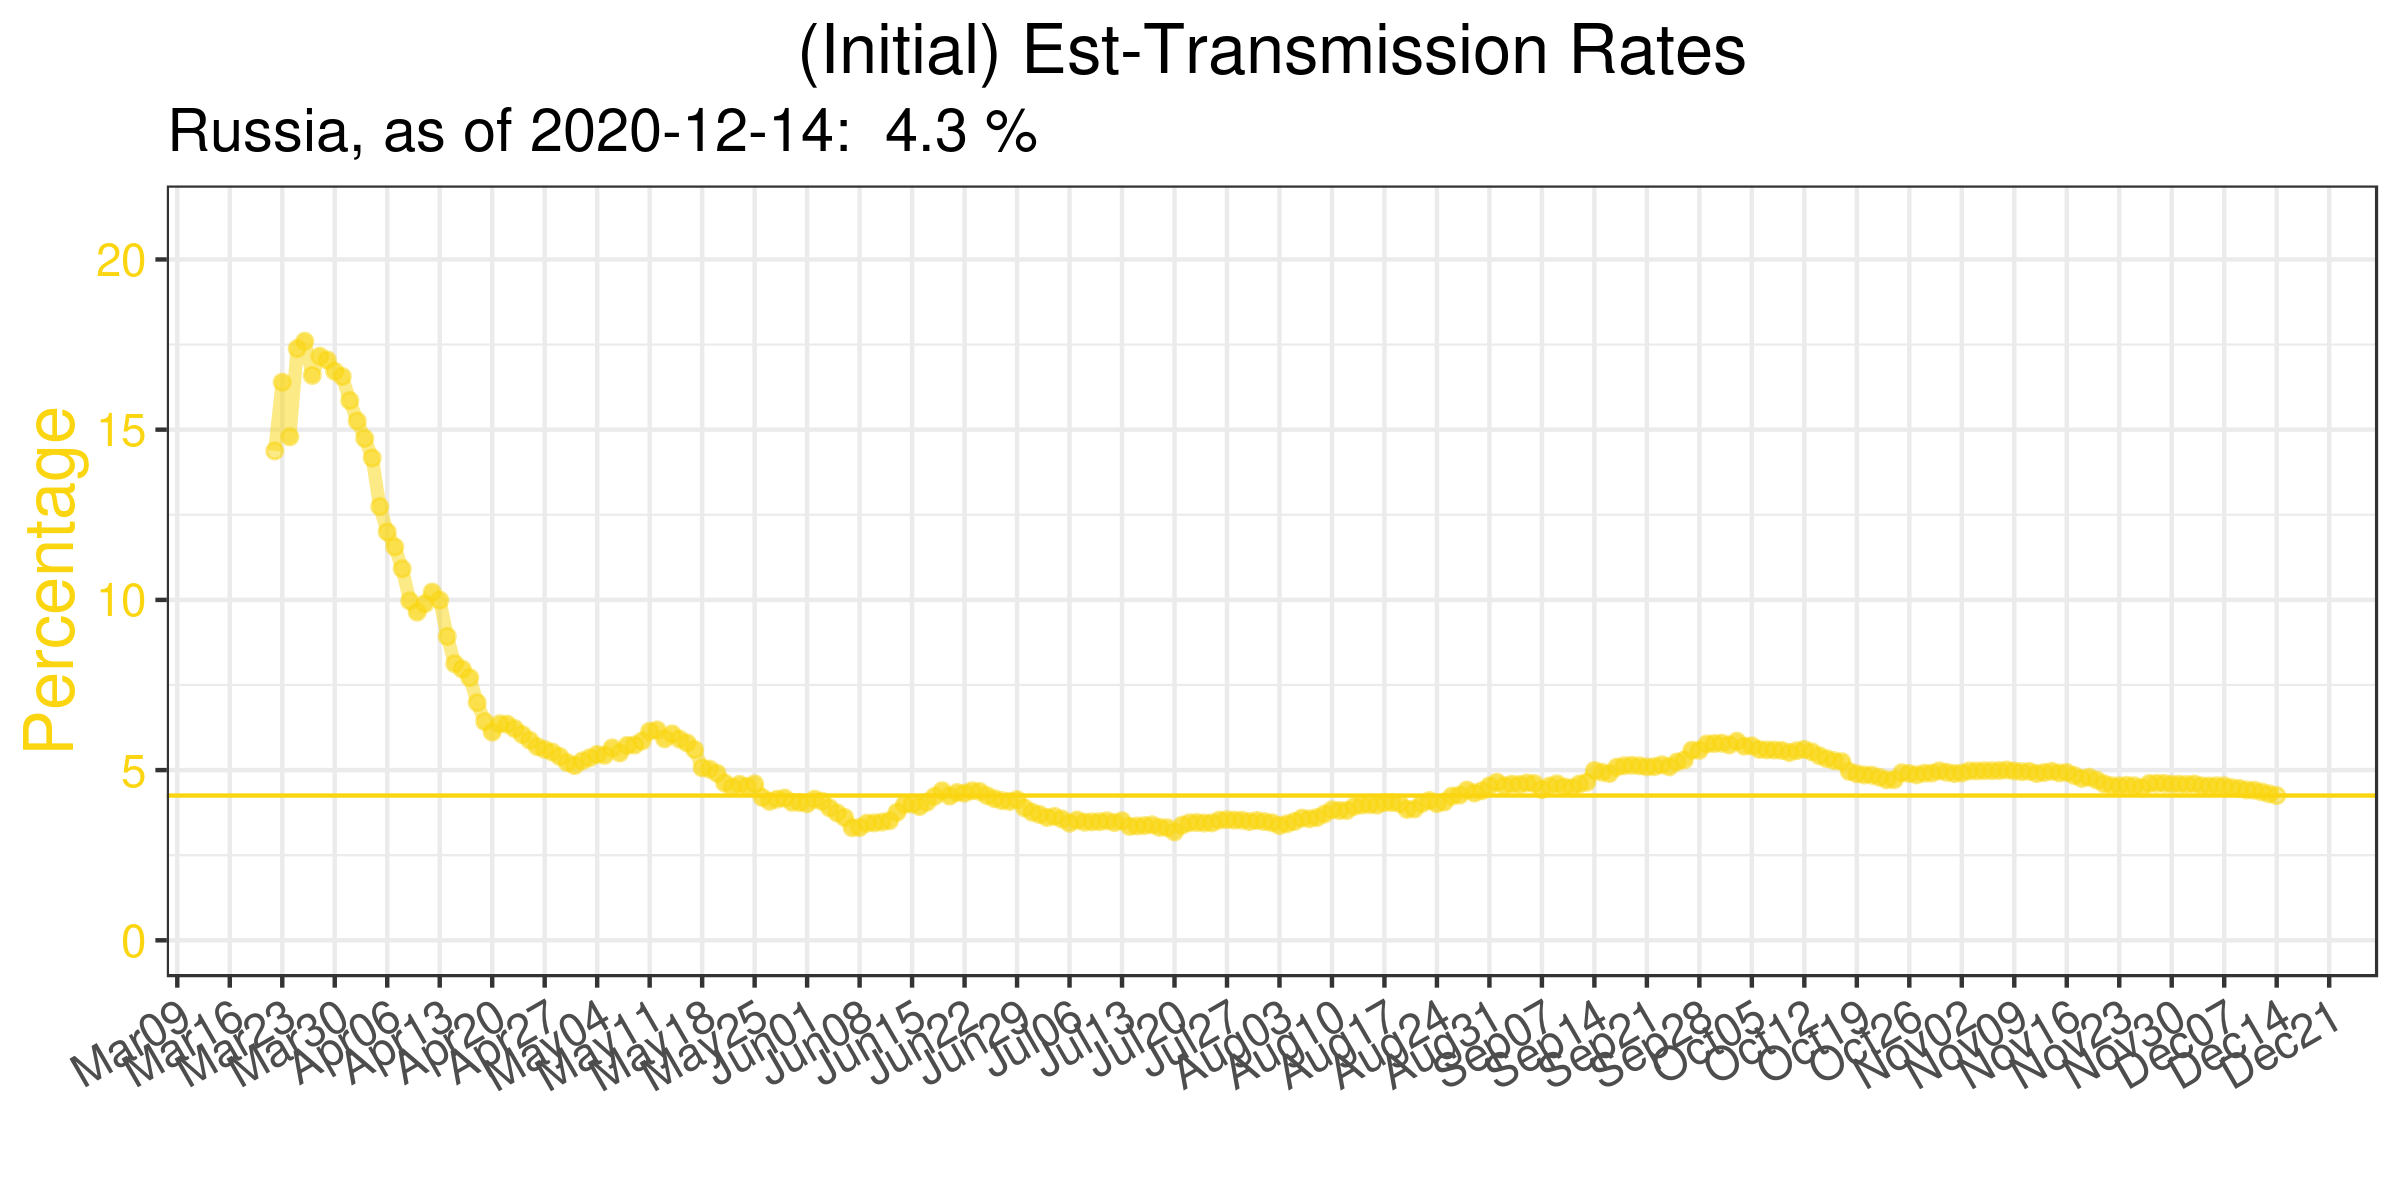 (Initial) Est-Transmission Rates
Russia, as of 2020-12-14:  4.3 %
Percentage
20
15
10
5
0
Mar09
Mar16
Mar23
Mar30
Apr06
Apr13
Apr20
Apr27
May04
May11
May18
May25
Jun01
Jun08
Jun15
Jun22
Jun29
Jul06
Jul13
Jul20
Jul27
Aug03
Aug10
Aug17
Aug24
Aug31
Sep07
Sep14
Sep21
Sep28
Oct05
Oct12
Oct19
Oct26
Nov02
Nov09
Nov16
Nov23
Nov30
Dec07
Dec14
Dec21